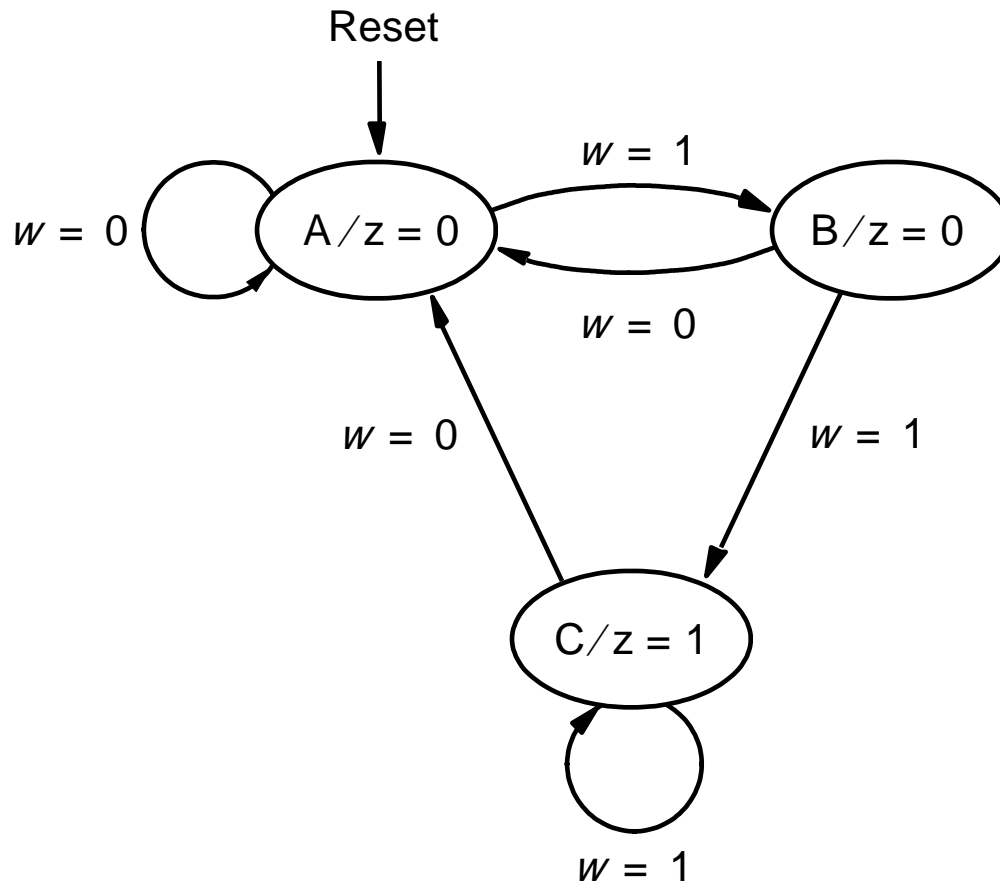 Reset
w = 1
w = 0
A/z = 0
B/z = 0
w = 0
w = 0
w = 1
C/z = 1
w = 1